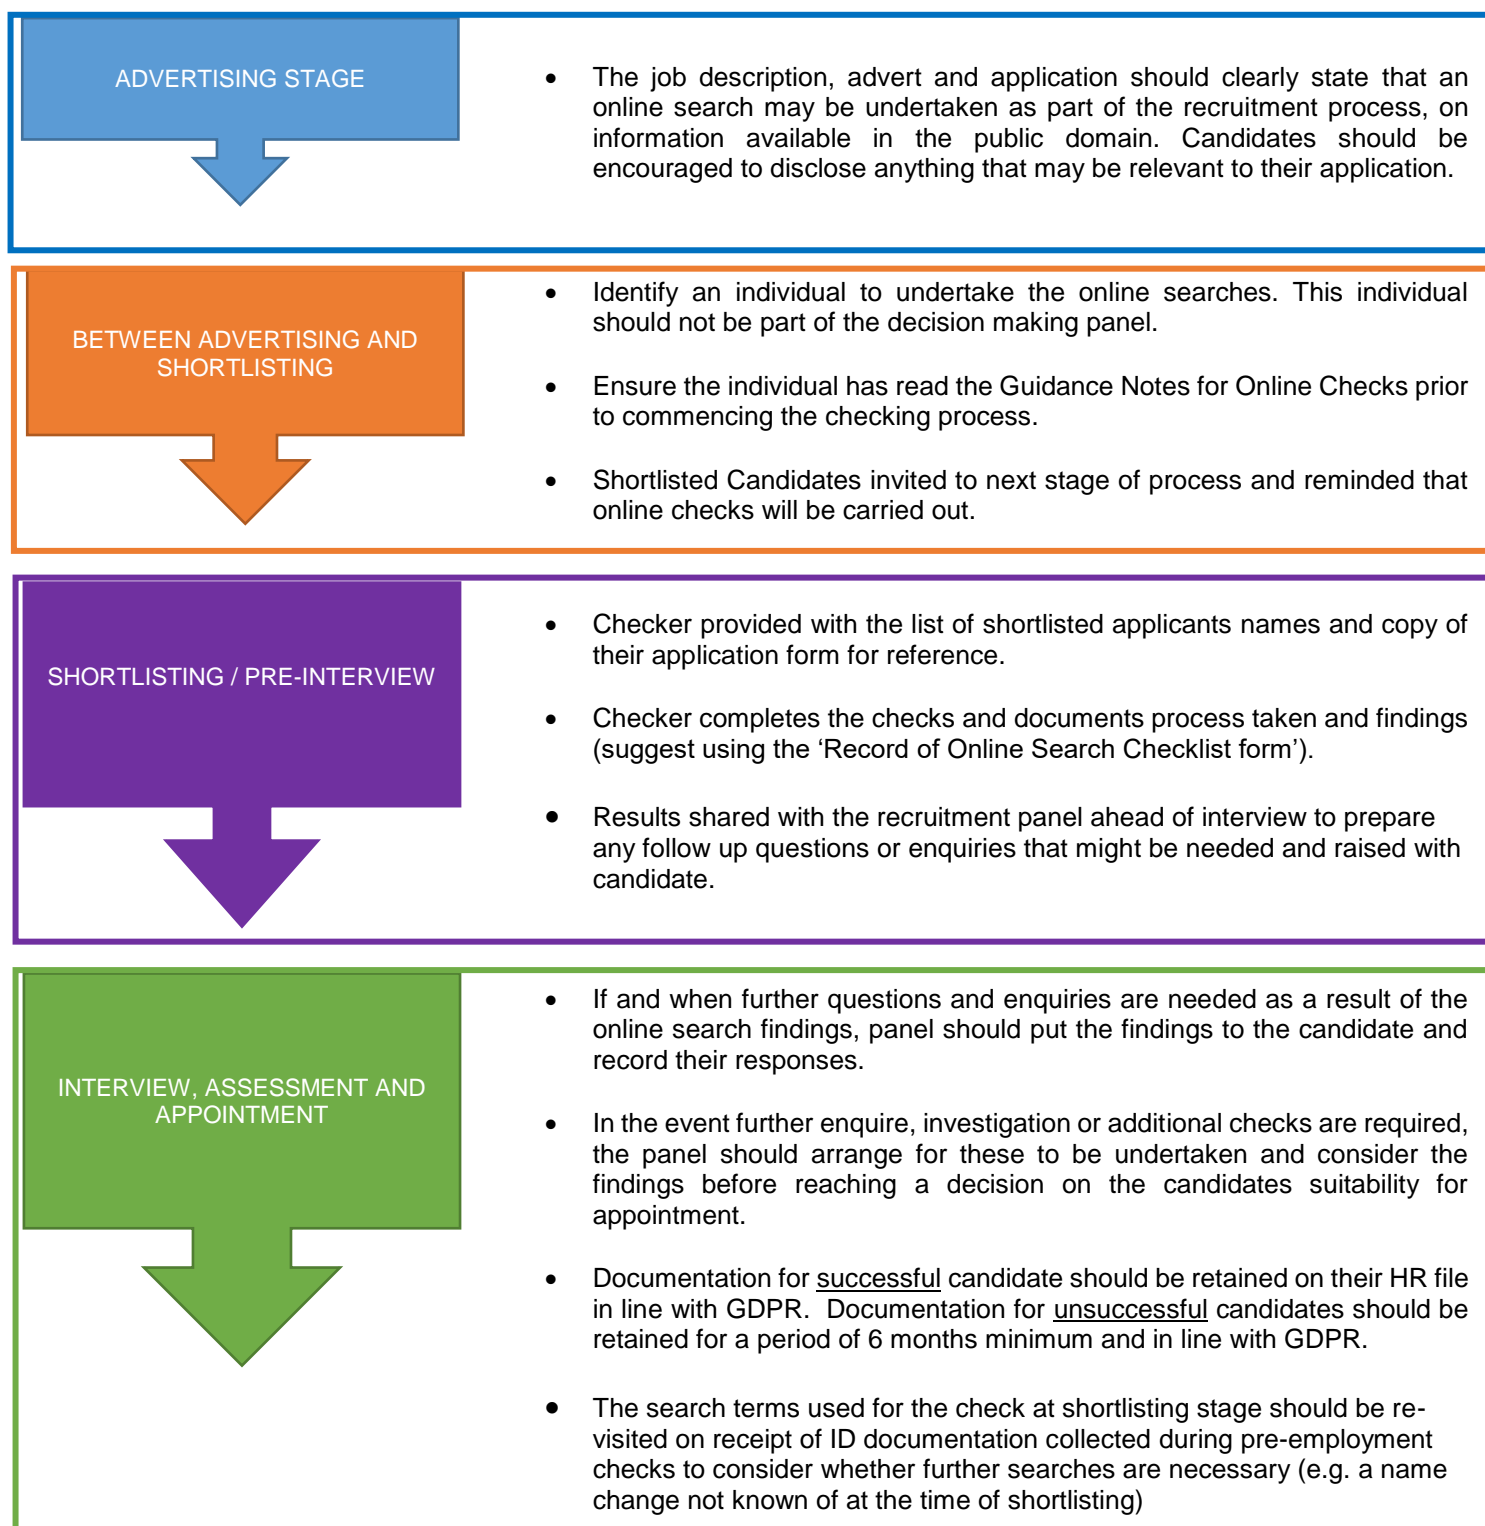 ADVERTISING STAGE
• The job description, advert and application should clearly state that an
online search may be undertaken as part of the recruitment process, on
information available in the public domain. Candidates should be
encouraged to disclose anything that may be relevant to their application.
BETWEEN ADVERTISING AND
SHORTLISTING
• Identify an individual to undertake the online searches. This individual
should not be part of the decision making panel.
• Ensure the individual has read the Guidance Notes for Online Checks prior
to commencing the checking process.
• Shortlisted Candidates invited to next stage of process and reminded that
online checks will be carried out.
SHORTLISTING / PRE-INTERVIEW
• Checker provided with the list of shortlisted applicants names and copy of
their application form for reference.
• Checker completes the checks and documents process taken and findings
(suggest using the ‘Record of Online Search Checklist form’).
• Results shared with the recruitment panel ahead of interview to prepare
any follow up questions or enquiries that might be needed and raised with
candidate.
INTERVIEW, ASSESSMENT AND
APPOINTMENT
• If and when further questions and enquiries are needed as a result of the
online search findings, panel should put the findings to the candidate and
record their responses.
• In the event further enquire, investigation or additional checks are required,
the panel should arrange for these to be undertaken and consider the
findings before reaching a decision on the candidates suitability for
appointment.
• Documentation for successful candidate should be retained on their HR file
in line with GDPR. Documentation for unsuccessful candidates should be
retained for a period of 6 months minimum and in line with GDPR.
• The search terms used for the check at shortlisting stage should be re-
visited on receipt of ID documentation collected during pre-employment
checks to consider whether further searches are necessary (e.g. a name
change not known of at the time of shortlisting)